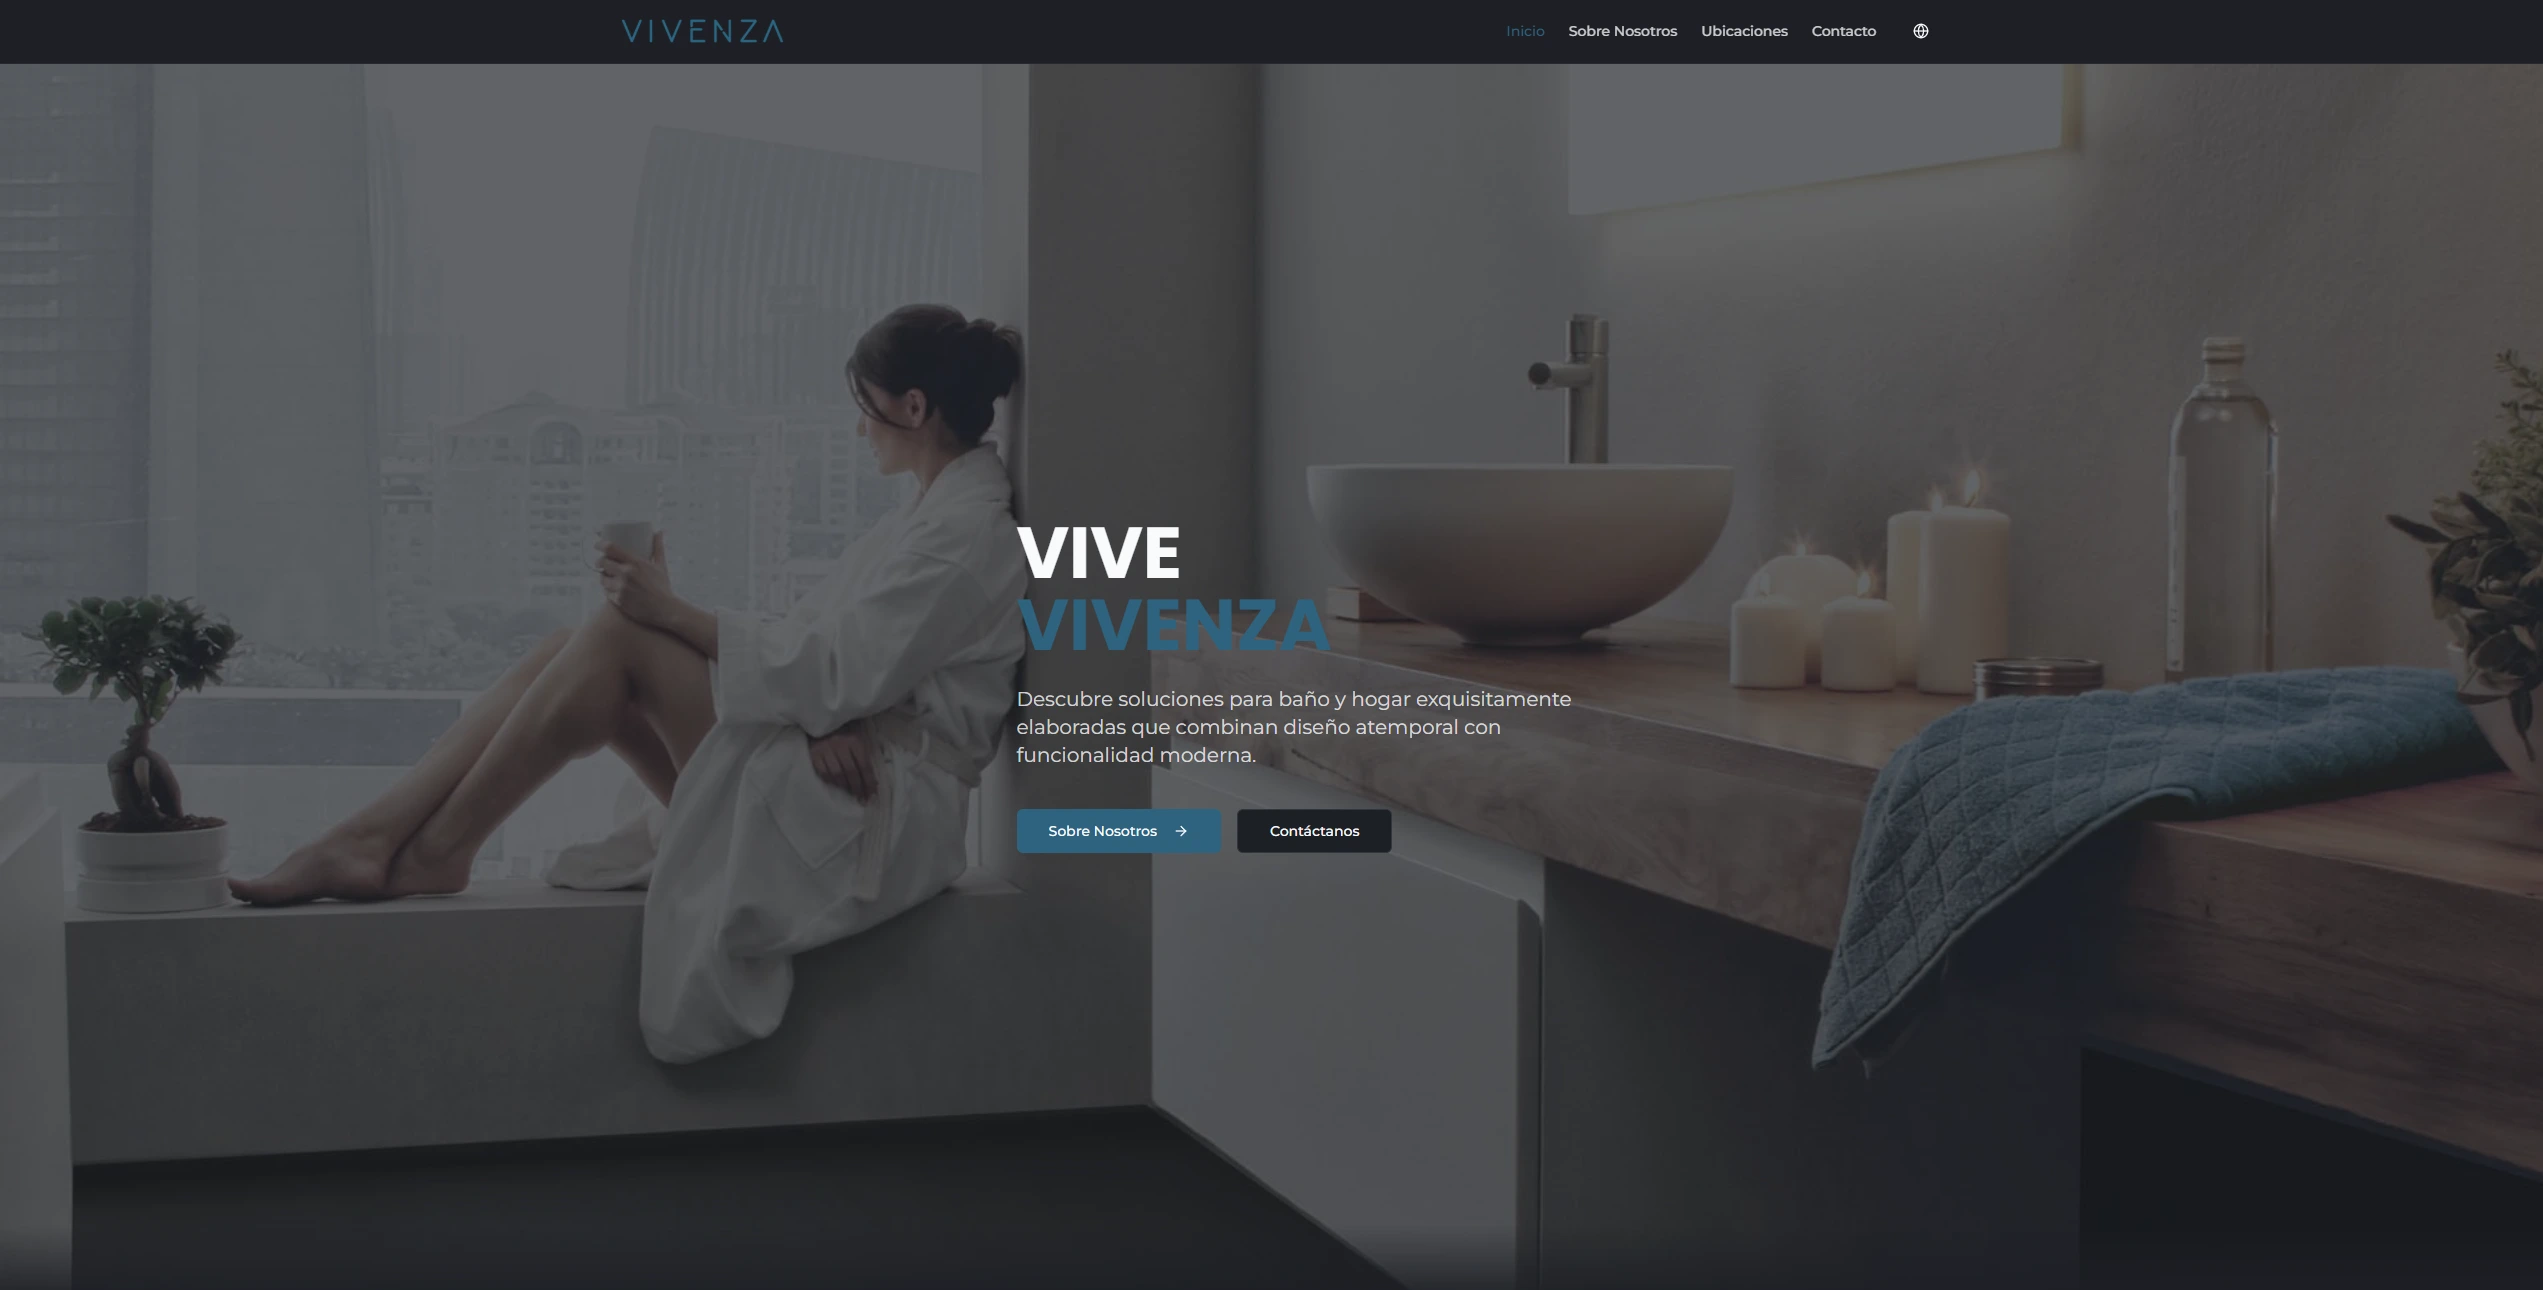 VIVENZA
Inicio Sobre Nosotros Ubicaciones Contacto
VIVE
VIVENZA
Descubre soluciones para baño y hogar exquisitamente
elaboradas que combinan diseño atemporal con
funcionalidad moderna.
Sobre Nosotros → Contáctanos